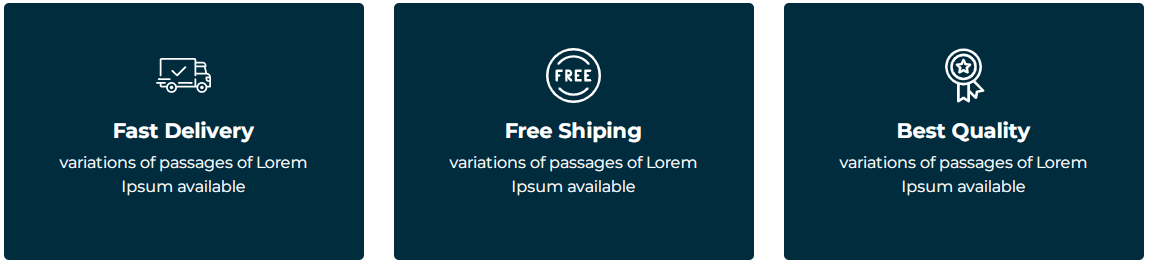 Fast Delivery
variations of passages of Lorem
Ipsum available
FREE
Free Shiping
variations of passages of Lorem
Ipsum available
Best Quality
variations of passages of Lorem
Ipsum available